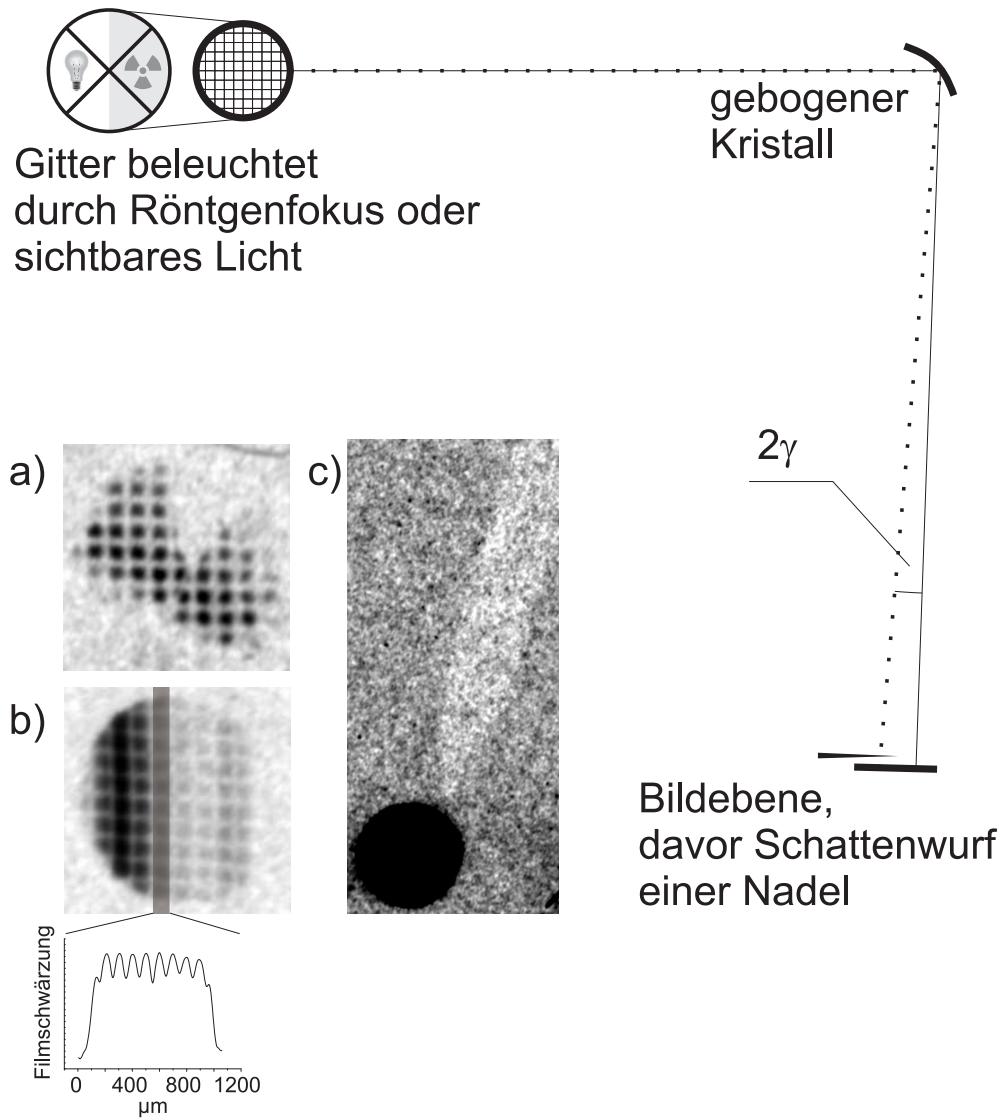 gebogener
Kristall
Gitter beleuchtet
durch Röntgenfokus oder
sichtbares Licht
2γ
a)
c)
b)
Bildebene,
davor Schattenwurf
einer Nadel
Filmschwärzung
0 400 800 1200
µm